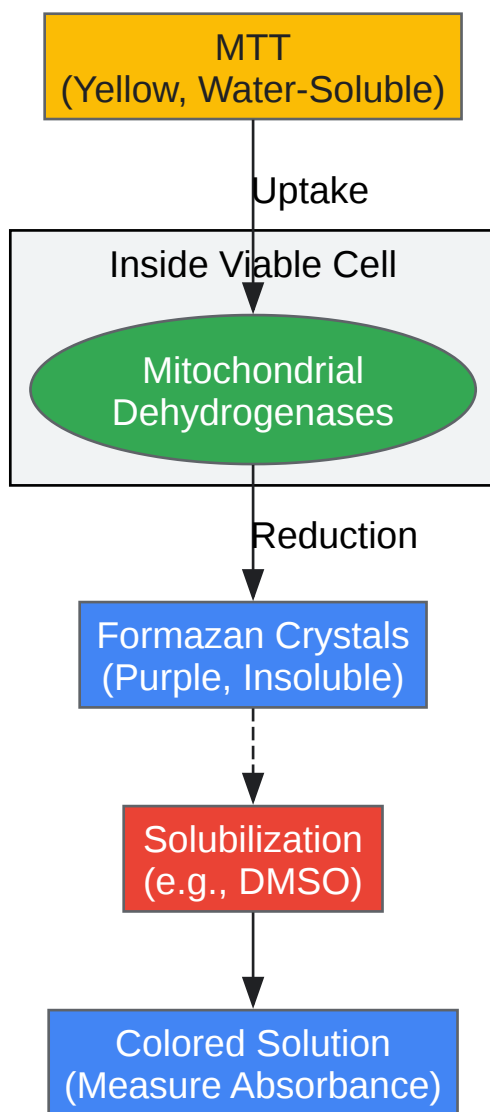 MTT
(Yellow, Water-Soluble)
Uptake
Inside Viable Cell
Mitochondrial
Dehydrogenases
Reduction
Formazan Crystals
(Purple, Insoluble)
Solubilization
(e.g., DMSO)
Colored Solution
(Measure Absorbance)